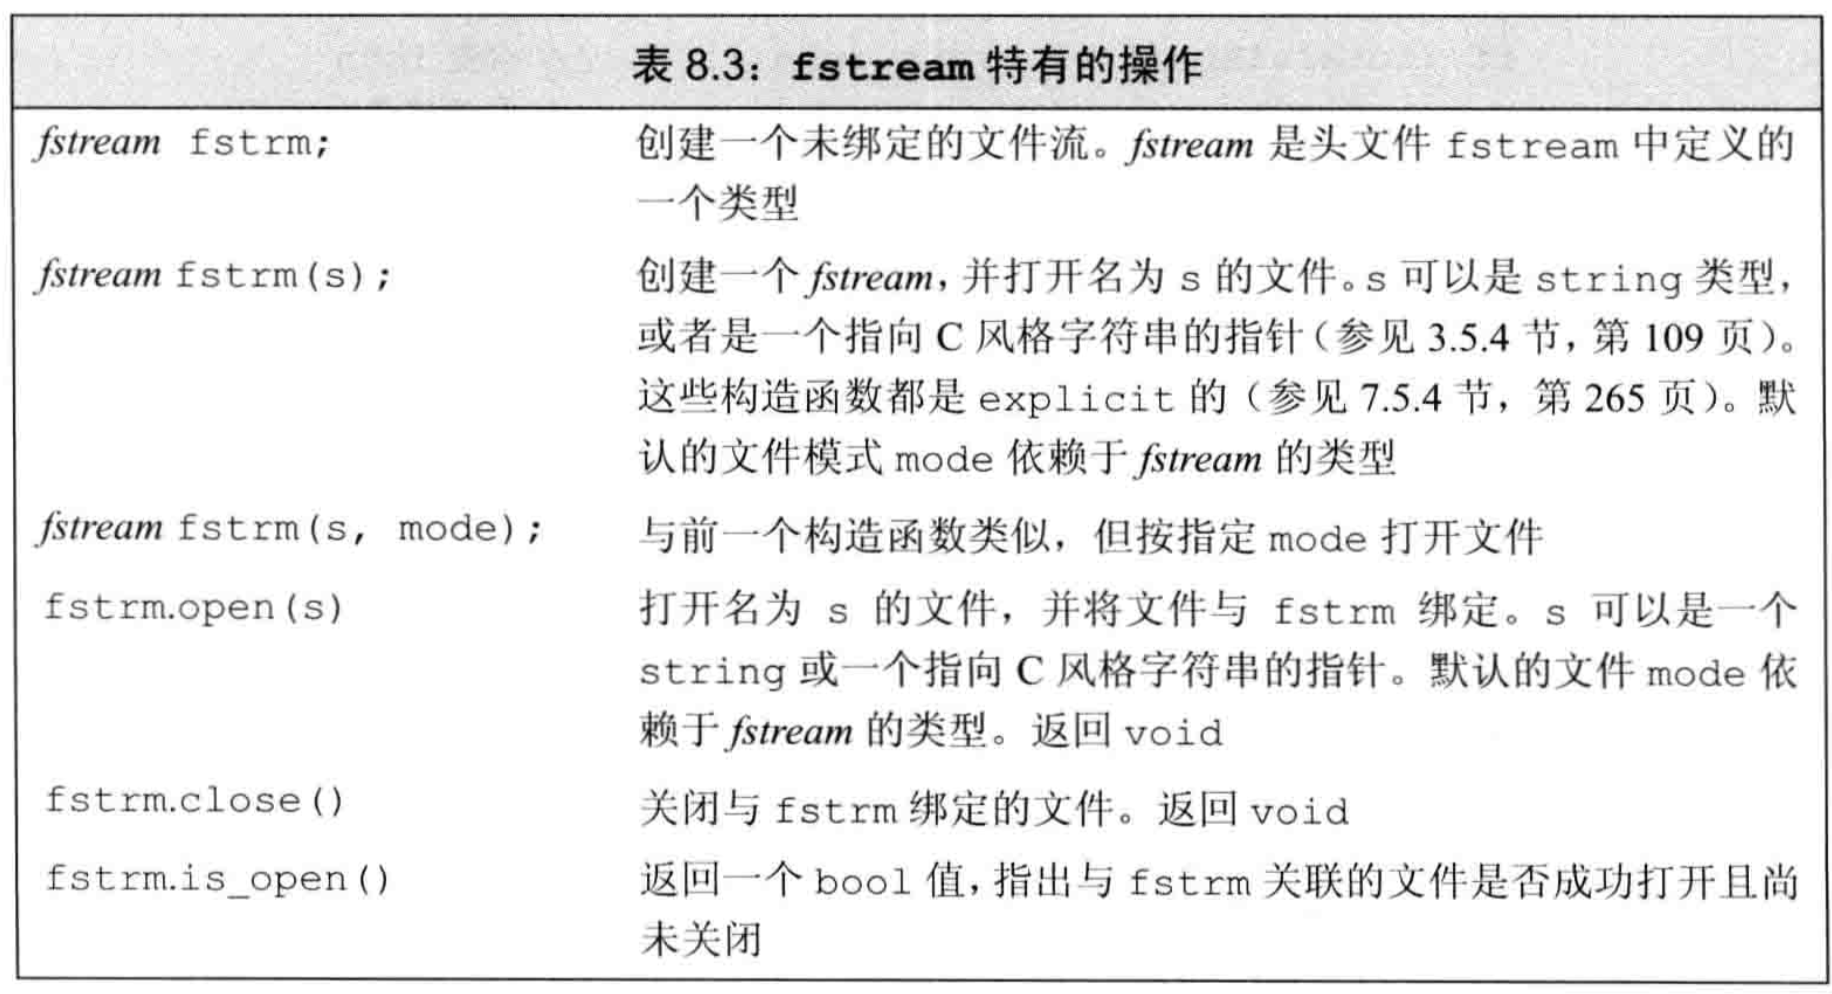 表 8.3：fstream 特有的操作
fstream fstrm;
创建一个未绑定的文件流。fstream 是头文件 fstream 中定义的
一个类型
fstream fstrm(s);
创建一个 fstream，并打开名为 s 的文件。s 可以是 string 类型，
或者是一个指向 C 风格字符串的指针（参见 3.5.4 节，第 109 页）。
这些构造函数都是 explicit 的（参见 7.5.4 节，第 265 页）。默
认的文件模式 mode 依赖于 fstream 的类型
fstream fstrm(s, mode);
与前一个构造函数类似，但按指定 mode 打开文件
fstrm.open(s)
打开名为 s 的文件，并将文件与 fstrm 绑定。s 可以是一个
string 或一个指向 C 风格字符串的指针。默认的文件 mode 依
赖于 fstream 的类型。返回 void
fstrm.close()
关闭与 fstrm 绑定的文件。返回 void
fstrm.is_open()
返回一个 bool 值，指出与 fstrm 关联的文件是否成功打开且尚
未关闭